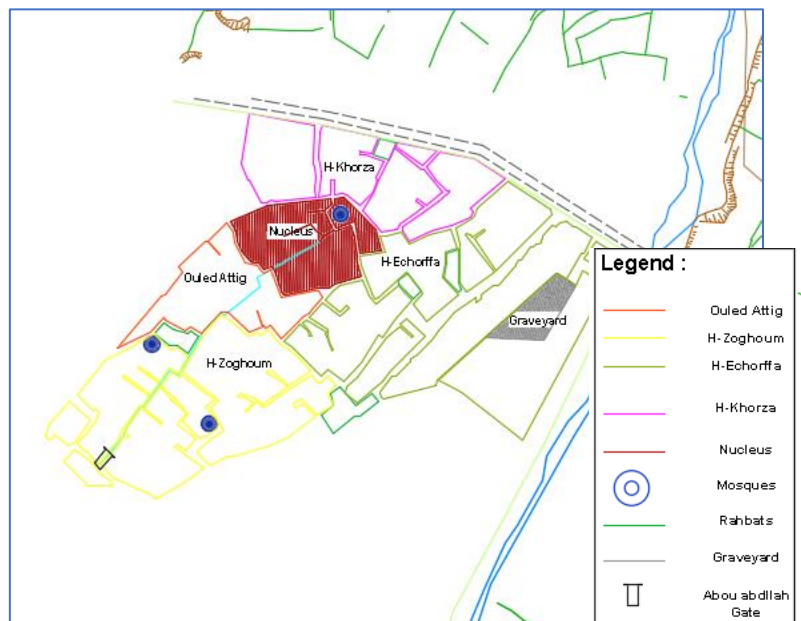 H-Khorza
Nucleus
H-Echorffa
Ouled Attig
Graveyard
H-Zoghoum
Legend :
Ouled Attig
H-Zoghoum
H-Echorffa
H-Khorza
Nucleus
Mosques
Rahbats
Graveyard
Abou abdllah
Gate